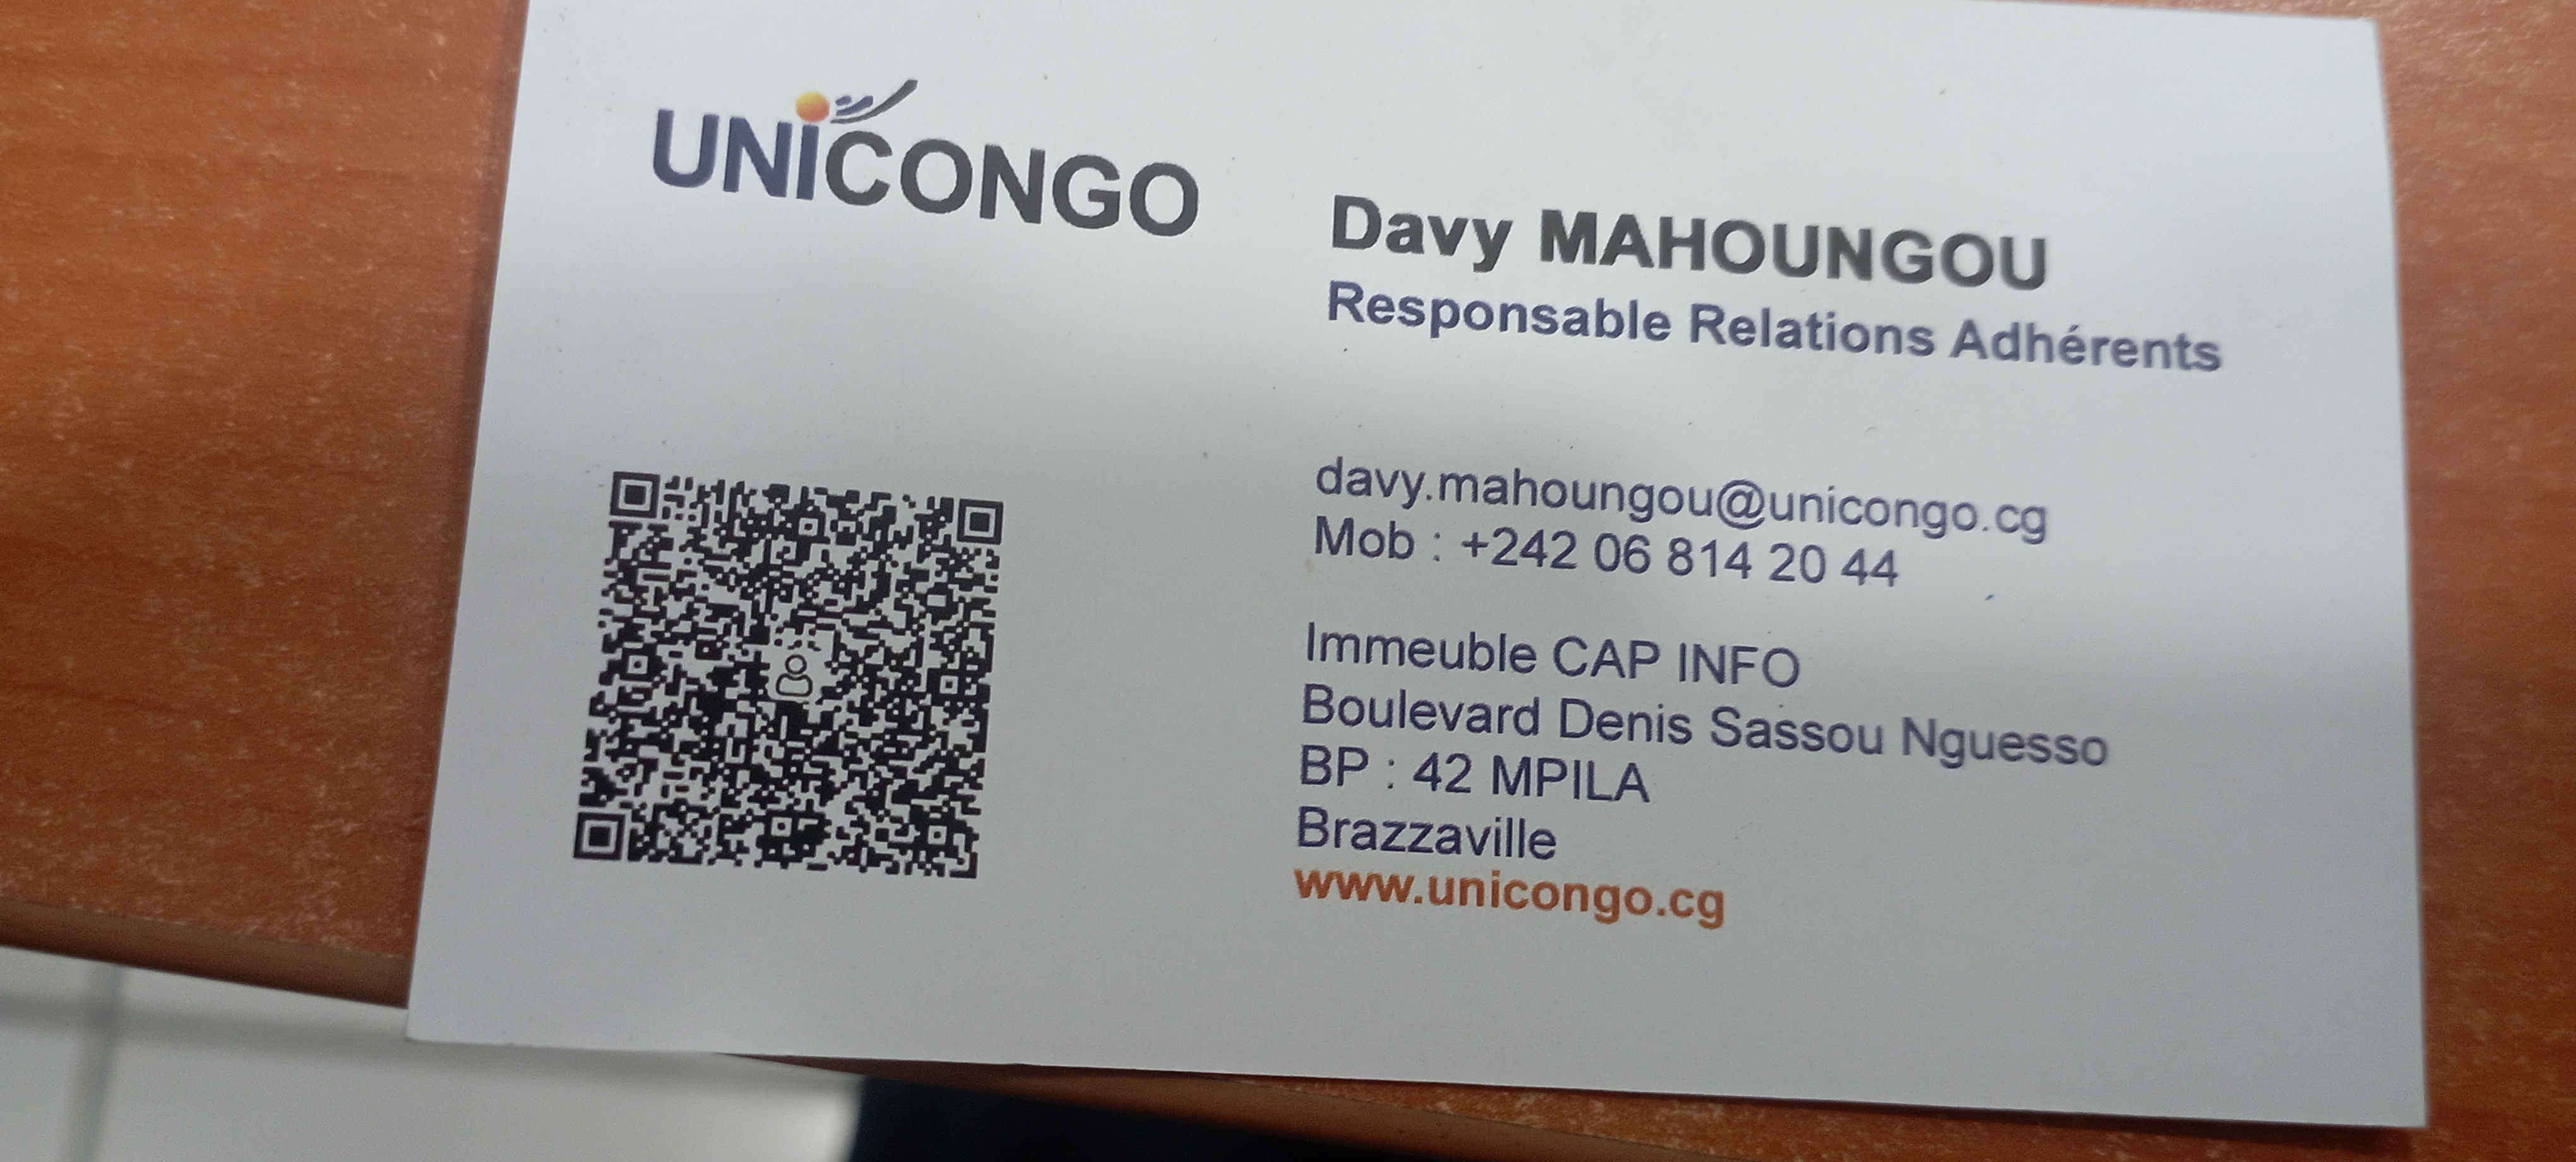 UNICONGO
Davy MAHOUNGOU
Responsable Relations Adhérents
davy.mahoungou@unicongo.cg
Mob : +242 06 814 20 44
Immeuble CAP INFO
Boulevard Denis Sassou Nguesso
BP : 42 MPILA
Brazzaville
www.unicongo.cg